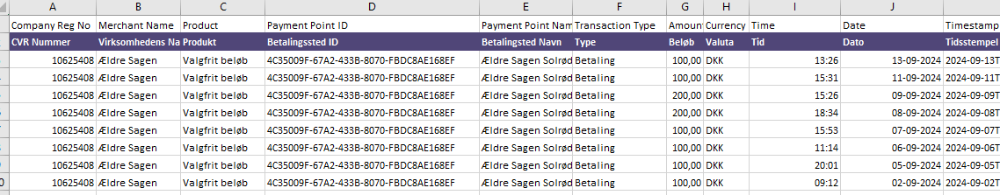 A B C D E F G H I J
Company Reg No Merchant Name Product Payment Point ID Payment Point Nam Transaction Type Amoun Currency Time Date Timestamp
CVR Nummer Virksomhedens Na Produkt Betalingssted ID Betalingsted Navn Type Beløb Valuta Tid Dato Tidsstempel
10625408 Ældre Sagen Valgfrit beløb 4C35009F-67A2-433B-8070-FBDC8AE168EF Ældre Sagen Solrød Betaling 100,00 DKK 13:26 13-09-2024 2024-09-13T
10625408 Ældre Sagen Valgfrit beløb 4C35009F-67A2-433B-8070-FBDC8AE168EF Ældre Sagen Solrød Betaling 100,00 DKK 15:31 11-09-2024 2024-09-11T
10625408 Ældre Sagen Valgfrit beløb 4C35009F-67A2-433B-8070-FBDC8AE168EF Ældre Sagen Solrød Betaling 200,00 DKK 15:26 09-09-2024 2024-09-09T
10625408 Ældre Sagen Valgfrit beløb 4C35009F-67A2-433B-8070-FBDC8AE168EF Ældre Sagen Solrød Betaling 200,00 DKK 18:34 08-09-2024 2024-09-08T
10625408 Ældre Sagen Valgfrit beløb 4C35009F-67A2-433B-8070-FBDC8AE168EF Ældre Sagen Solrød Betaling 100,00 DKK 15:53 07-09-2024 2024-09-07T
10625408 Ældre Sagen Valgfrit beløb 4C35009F-67A2-433B-8070-FBDC8AE168EF Ældre Sagen Solrød Betaling 100,00 DKK 11:14 06-09-2024 2024-09-06T
10625408 Ældre Sagen Valgfrit beløb 4C35009F-67A2-433B-8070-FBDC8AE168EF Ældre Sagen Solrød Betaling 100,00 DKK 20:01 05-09-2024 2024-09-05T
10625408 Ældre Sagen Valgfrit beløb 4C35009F-67A2-433B-8070-FBDC8AE168EF Ældre Sagen Solrød Betaling 100,00 DKK 09:12 02-09-2024 2024-09-02T